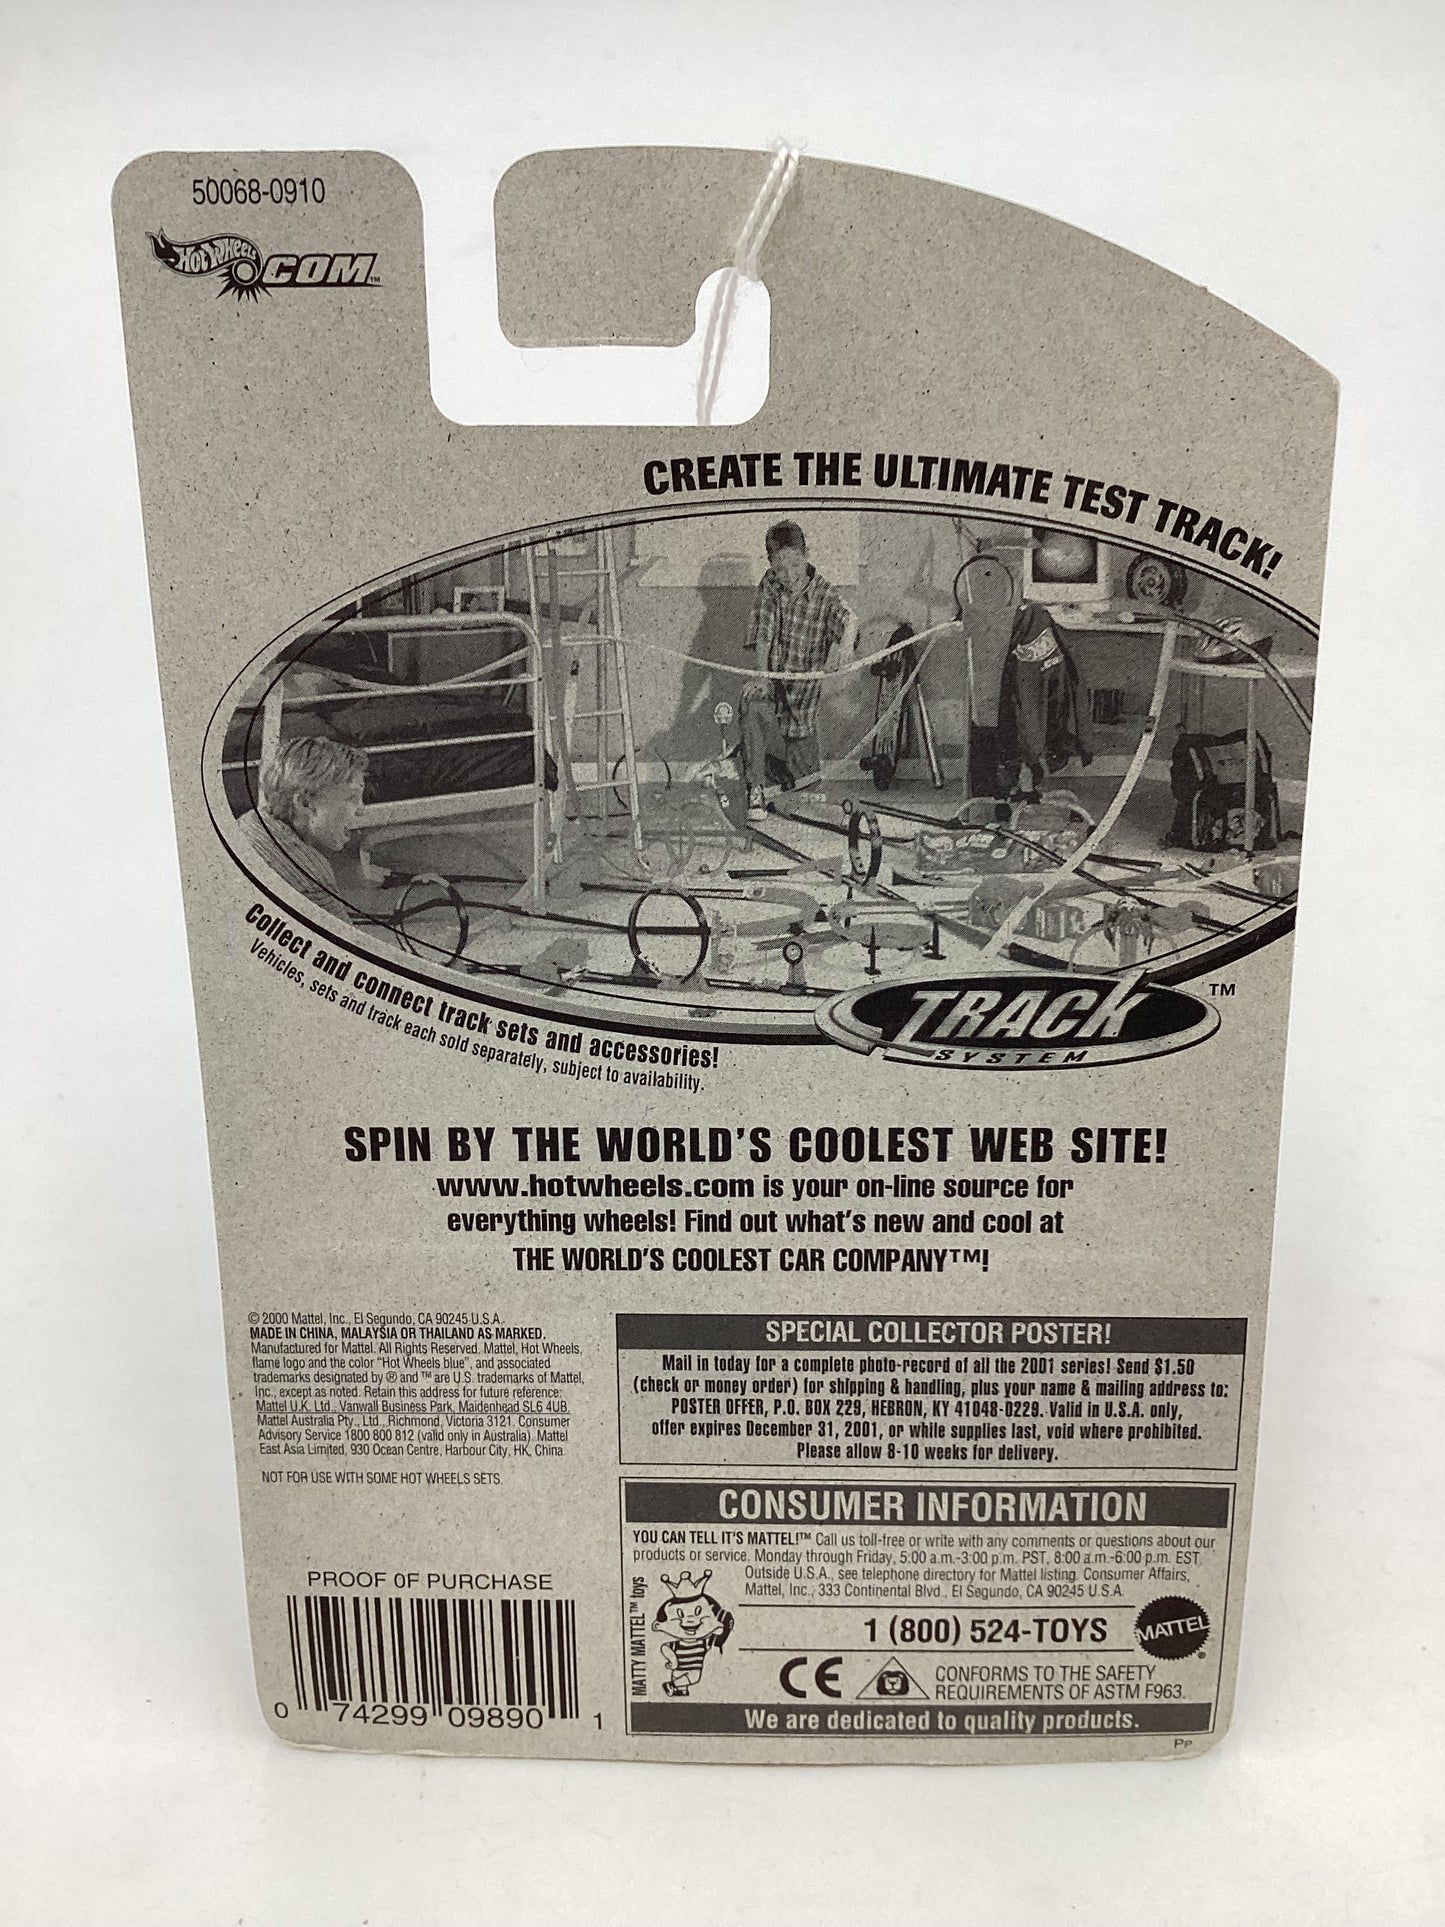 50068-0910
HOT WHEELS .COM™
CREATE THE ULTIMATE TEST TRACK!
Collect and connect track sets and accessories!
Vehicles, sets and track each sold separately, subject to availability.
TRACK ™
SYSTEM
SPIN BY THE WORLD'S COOLEST WEB SITE!
www.hotwheels.com is your on-line source for
everything wheels! Find out what's new and cool at
THE WORLD'S COOLEST CAR COMPANY™!
© 2000 Mattel, Inc., El Segundo, CA 90245 U.S.A.
MADE IN CHINA, MALAYSIA OR THAILAND AS MARKED.
Manufactured for Mattel. All Rights Reserved. Mattel, Hot Wheels,
flame logo and the color "Hot Wheels blue", and associated
trademarks designated by ® and ™ are U.S. trademarks of Mattel,
Inc., except as noted. Retain this address for future reference:
Mattel U.K. Ltd., Vanwall Business Park, Maidenhead SL6 4UB.
Mattel Australia Pty., Ltd., Richmond, Victoria 3121. Consumer
Advisory Service 1800 800 812 (valid only in Australia). Mattel
East Asia Limited, 930 Ocean Centre, Harbour City, HK, China.
NOT FOR USE WITH SOME HOT WHEELS SETS.
SPECIAL COLLECTOR POSTER!
Mail in today for a complete photo-record of all the 2001 series! Send $1.50
(check or money order) for shipping & handling, plus your name & mailing address to:
POSTER OFFER, P.O. BOX 229, HEBRON, KY 41048-0229. Valid in U.S.A. only,
offer expires December 31, 2001, or while supplies last, void where prohibited.
Please allow 8-10 weeks for delivery.
CONSUMER INFORMATION
YOU CAN TELL IT'S MATTEL!™ Call us toll-free or write with any comments or questions about our
products or service. Monday through Friday, 5:00 a.m.-3:00 p.m. PST, 8:00 a.m.-6:00 p.m. EST.
Outside U.S.A., see telephone directory for Mattel listing. Consumer Affairs,
Mattel, Inc., 333 Continental Blvd., El Segundo, CA 90245 U.S.A.
MATTY MATTEL™ toys
1 (800) 524-TOYS
MATTEL®
CE
CONFORMS TO THE SAFETY
REQUIREMENTS OF ASTM F963.
We are dedicated to quality products.
PP
PROOF OF PURCHASE
0 74299 09890 1